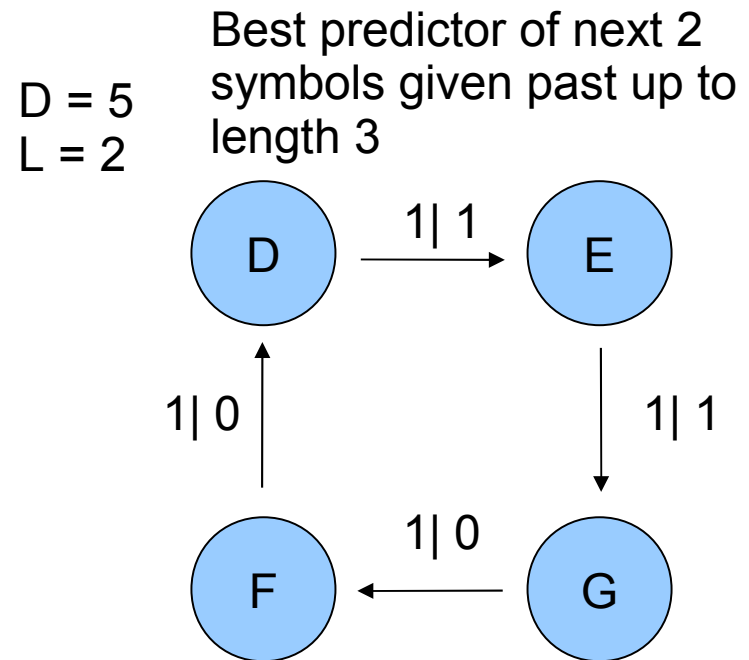 Best predictor of next 2
symbols given past up to
length 3
D = 5
L = 2
D
1| 1
E
1| 0
1| 1
F
1| 0
G